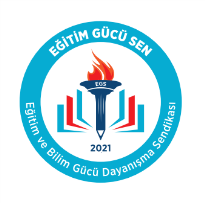 EĞİTİM GÜCÜ SEN
EGS
2021
Eğitim ve Bilim Gücü Dayanışma Sendikası